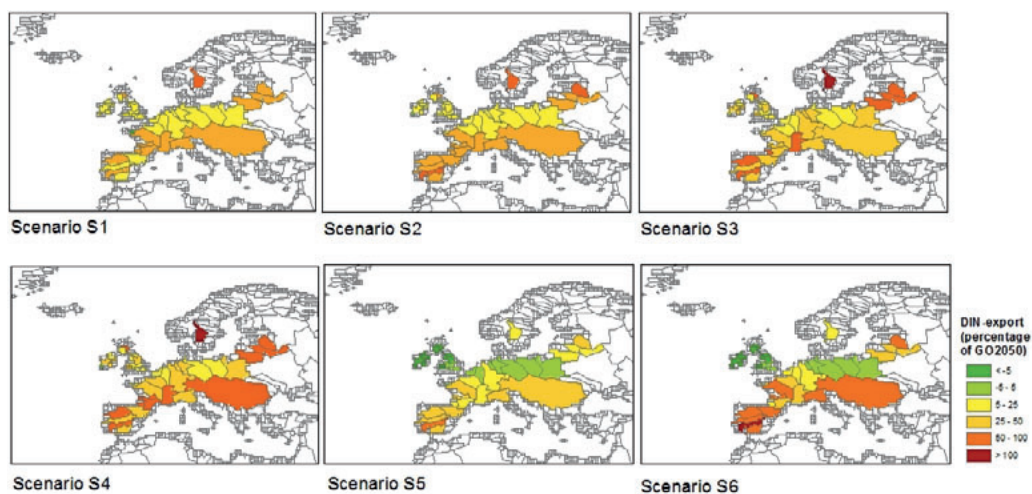 Scenario S1
Scenario S2
Scenario S3
Scenario S4
Scenario S5
Scenario S6
DIN-export
(percentage
of GO2050)
< -5
-5 - 5
5 - 25
25 - 50
50 - 100
> 100